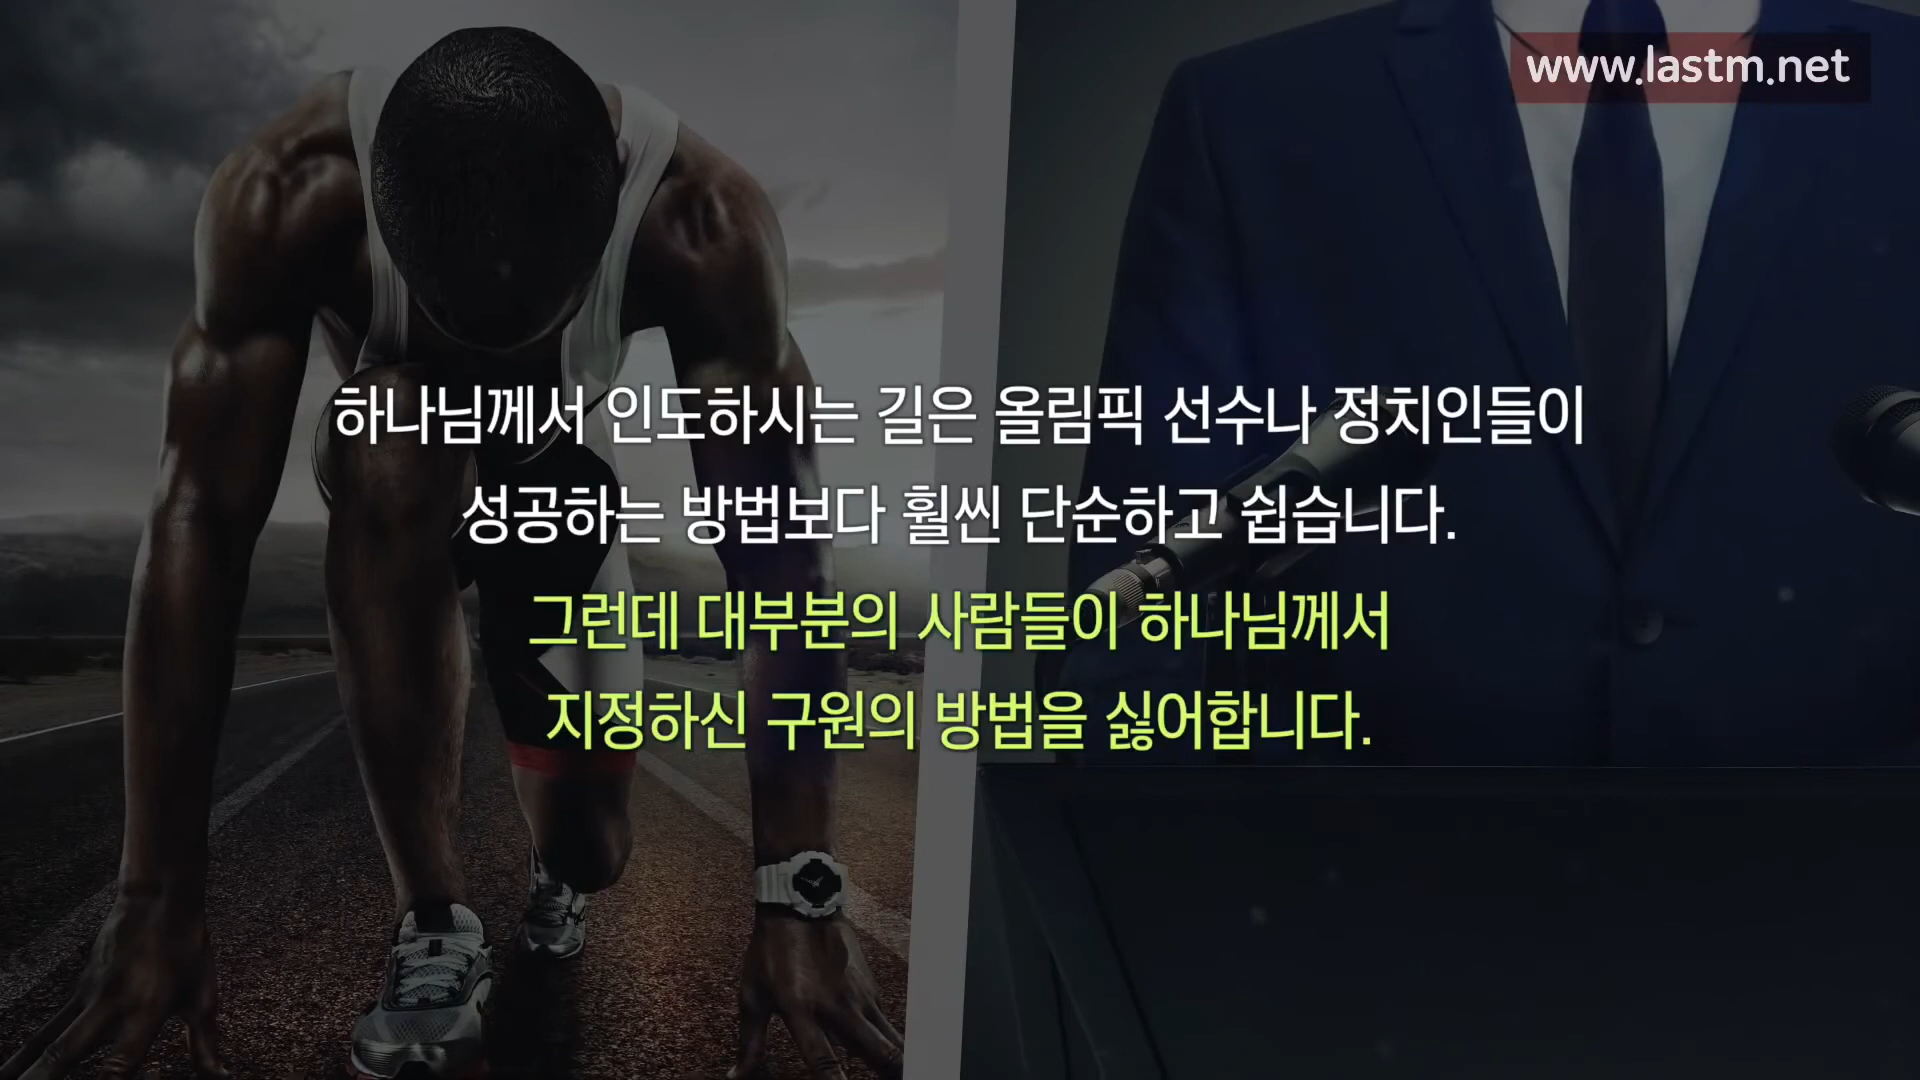 www.lastm.net
하나님께서 인도하시는 길은 올림픽 선수나 정치인들이
성공하는 방법보다 훨씬 단순하고 쉽습니다.
그런데 대부분의 사람들이 하나님께서
지정하신 구원의 방법을 싫어합니다.